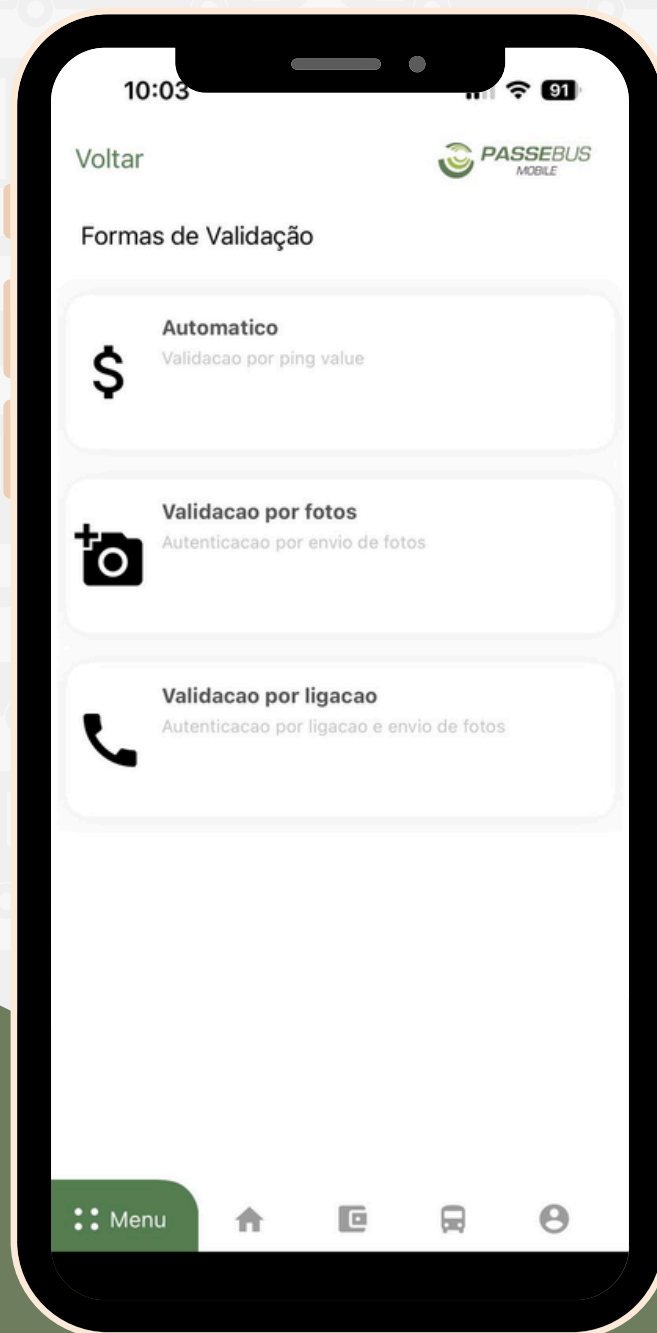 10:03
91
Voltar
PASSEBUS
MOBILE
Formas de Validação
Automatico
Validacao por ping value
Validacao por fotos
Autenticacao por envio de fotos
Validacao por ligacao
Autenticacao por ligacao e envio de fotos
Menu